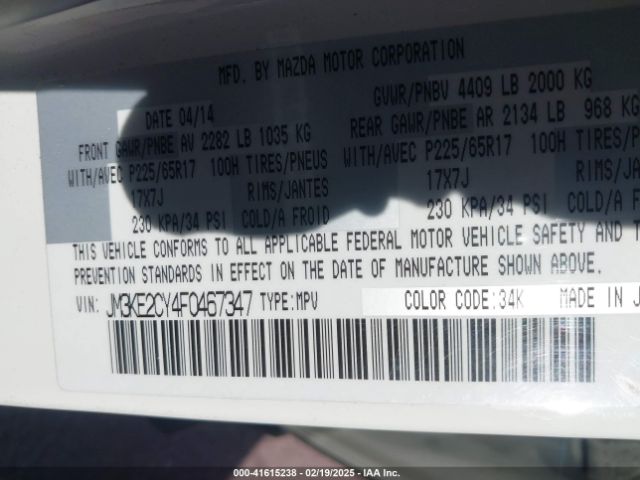 MFD. BY MAZDA MOTOR CORPORATION
DATE 04/14
GVWR/PNBV 4409 LB 2000 KG
FRONT GAWR/PNBE AV 2282 LB 1035 KG
REAR GAWR/PNBE AR 2134 LB 968 KG
WITH/AVEC P225/65R17 100H TIRES/PNEUS
WITH/AVEC P225/65R17 100H TIRES/
17X7J RIMS/JANTES
17X7J RIMS/
230 KPA/34 PSI COLD/A FROID
230 KPA/34 PSI COLD/A
THIS VEHICLE CONFORMS TO ALL APPLICABLE FEDERAL MOTOR VEHICLE SAFETY AND
PREVENTION STANDARDS IN EFFECT ON THE DATE OF MANUFACTURE SHOWN ABOVE.
VIN: JM3KE2CY4F0467347 TYPE:MPV COLOR CODE:34K MADE IN
000-41615238 - 02/19/2025 - IAA Inc.